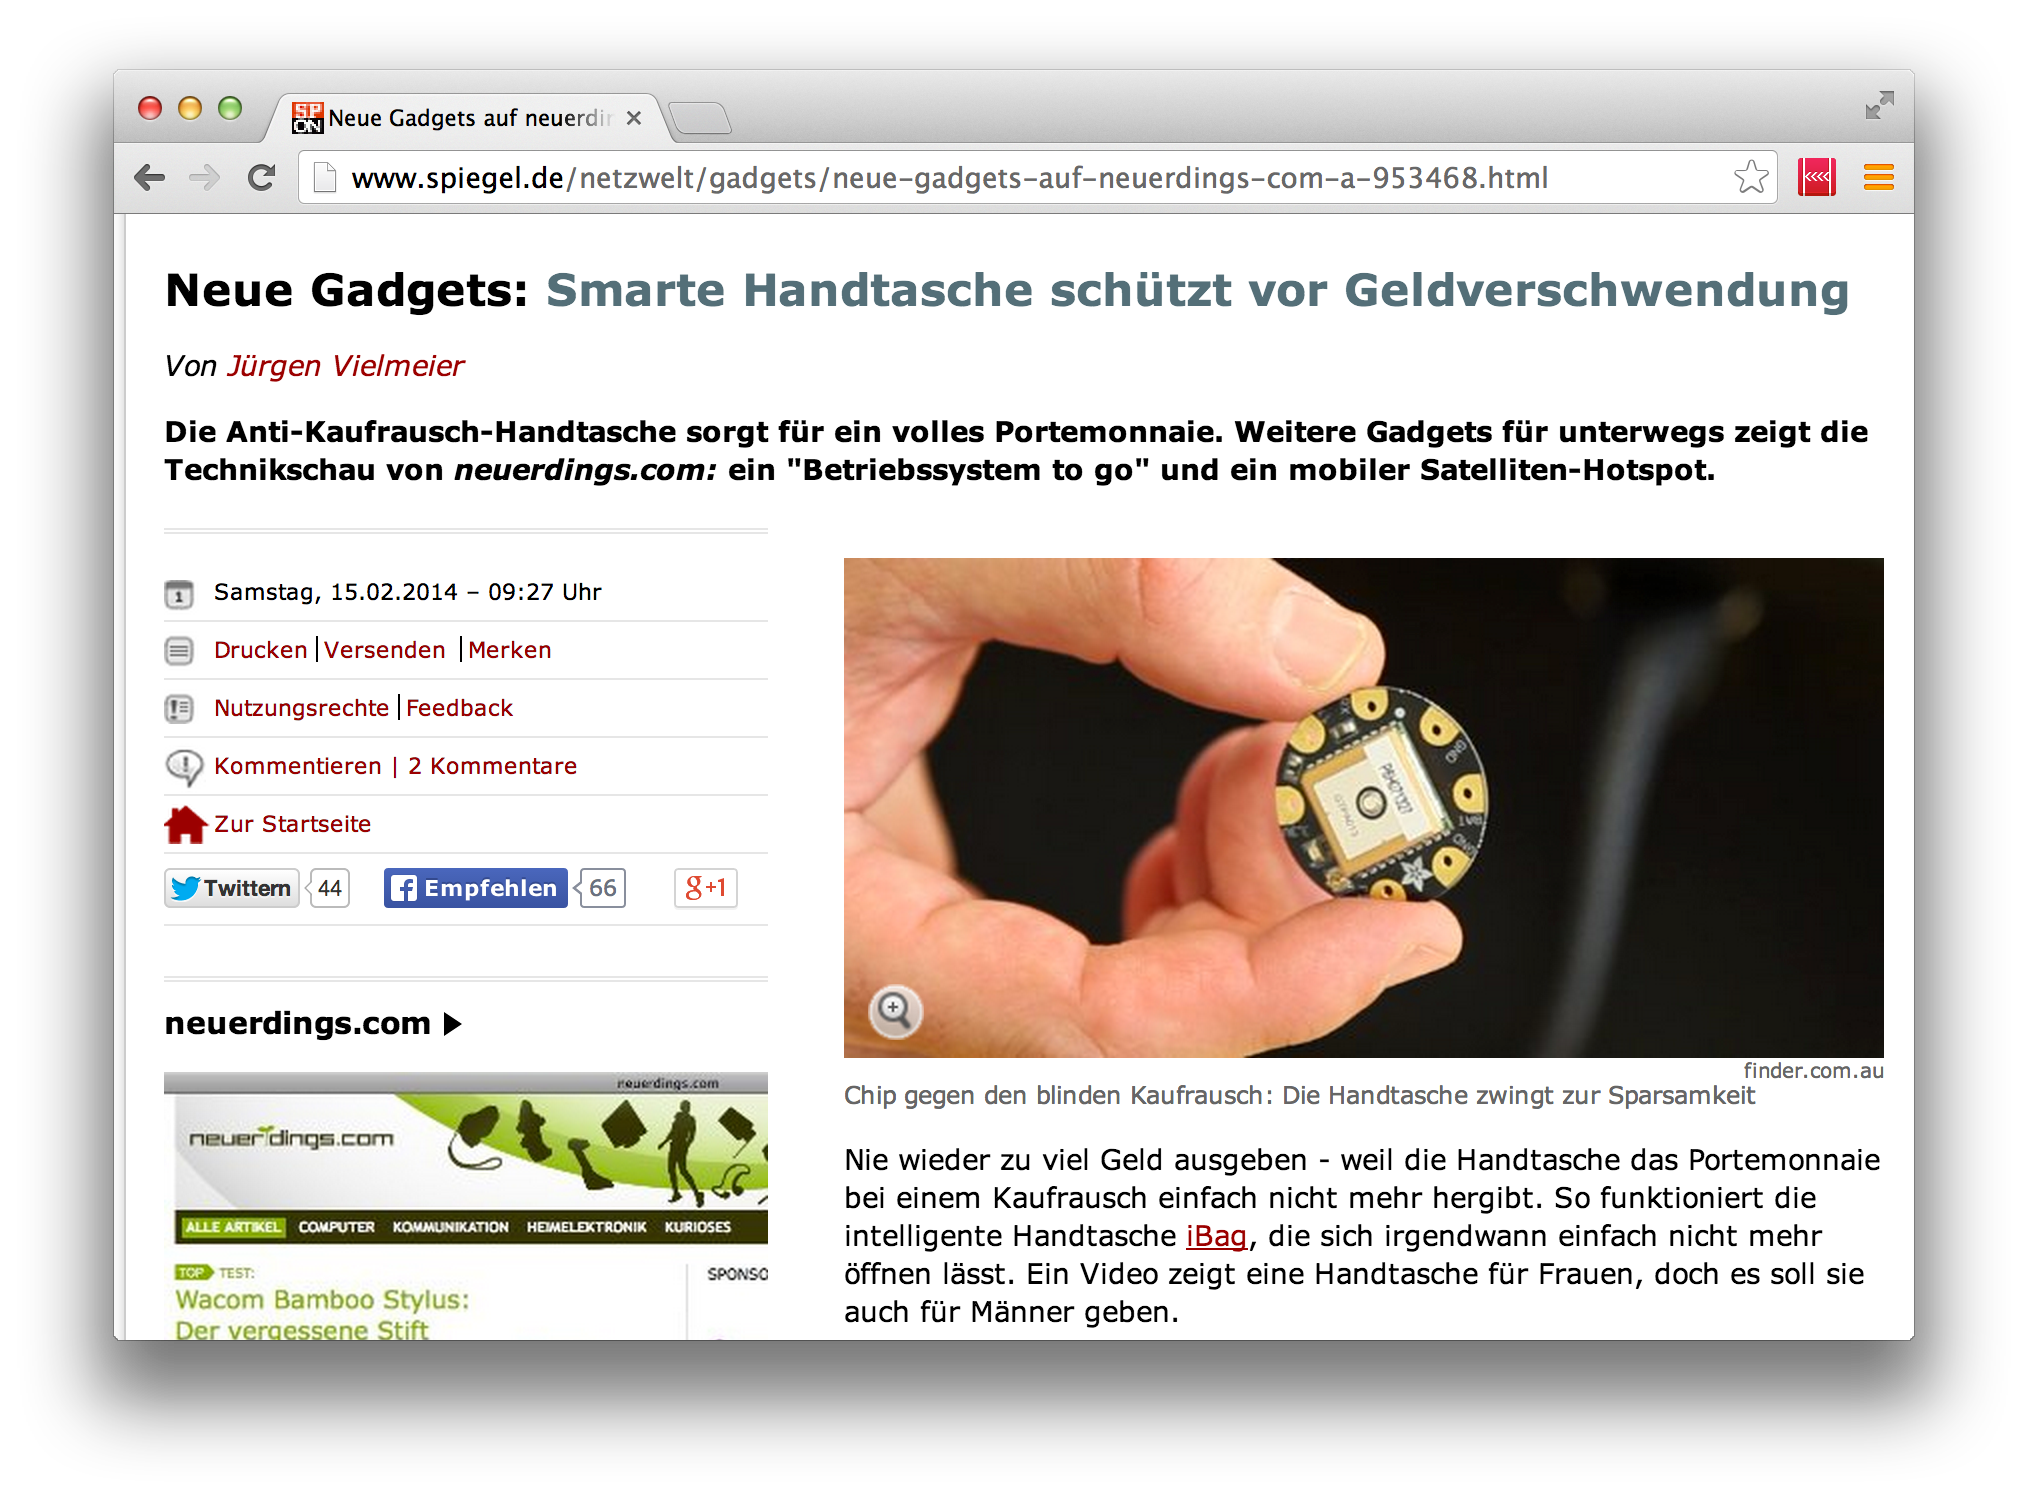 SP
ON
Neue Gadgets auf neuerdin
www.spiegel.de/netzwelt/gadgets/neue-gadgets-auf-neuerdings-com-a-953468.html
Neue Gadgets: Smarte Handtasche schützt vor Geldverschwendung
Von Jürgen Vielmeier
Die Anti-Kaufrausch-Handtasche sorgt für ein volles Portemonnaie. Weitere Gadgets für unterwegs zeigt die
Technikschau von neuerdings.com: ein "Betriebssystem to go" und ein mobiler Satelliten-Hotspot.
Samstag, 15.02.2014 – 09:27 Uhr
Drucken | Versenden | Merken
Nutzungsrechte | Feedback
Kommentieren | 2 Kommentare
Zur Startseite
Twittern 44 Empfehlen 66 g+1
neuerdings.com
neuerdings.com
neuerdings.com
ALLE ARTIKEL COMPUTER KOMMUNIKATION HEIMELEKTRONIK KURIOSES
TOP TEST:
Wacom Bamboo Stylus:
Der vergessene Stift
SPONSO
GND
BAT
GND
finder.com.au
Chip gegen den blinden Kaufrausch: Die Handtasche zwingt zur Sparsamkeit
Nie wieder zu viel Geld ausgeben - weil die Handtasche das Portemonnaie
bei einem Kaufrausch einfach nicht mehr hergibt. So funktioniert die
intelligente Handtasche iBag, die sich irgendwann einfach nicht mehr
öffnen lässt. Ein Video zeigt eine Handtasche für Frauen, doch es soll sie
auch für Männer geben.